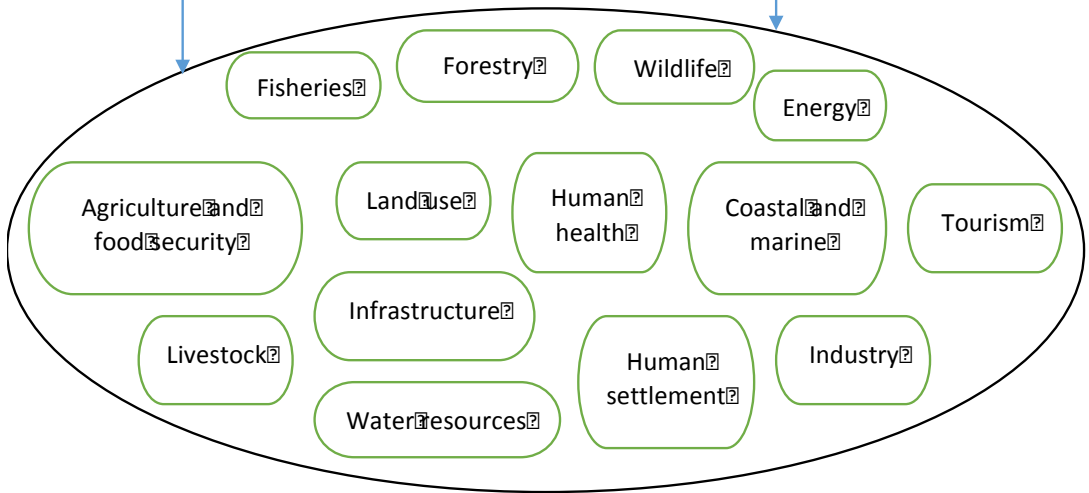 Fisheries
Forestry
Wildlife
Energy
Agriculture and
food security
Land use
Human
health
Coastal and
marine
Tourism
Infrastructure
Livestock
Human
settlement
Industry
Water resources